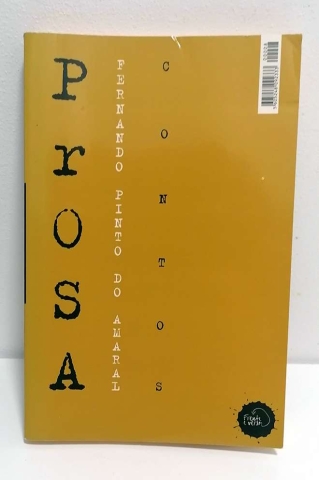 PrOSA
FERNANDO PINTO DO AMARAL
CONTOS